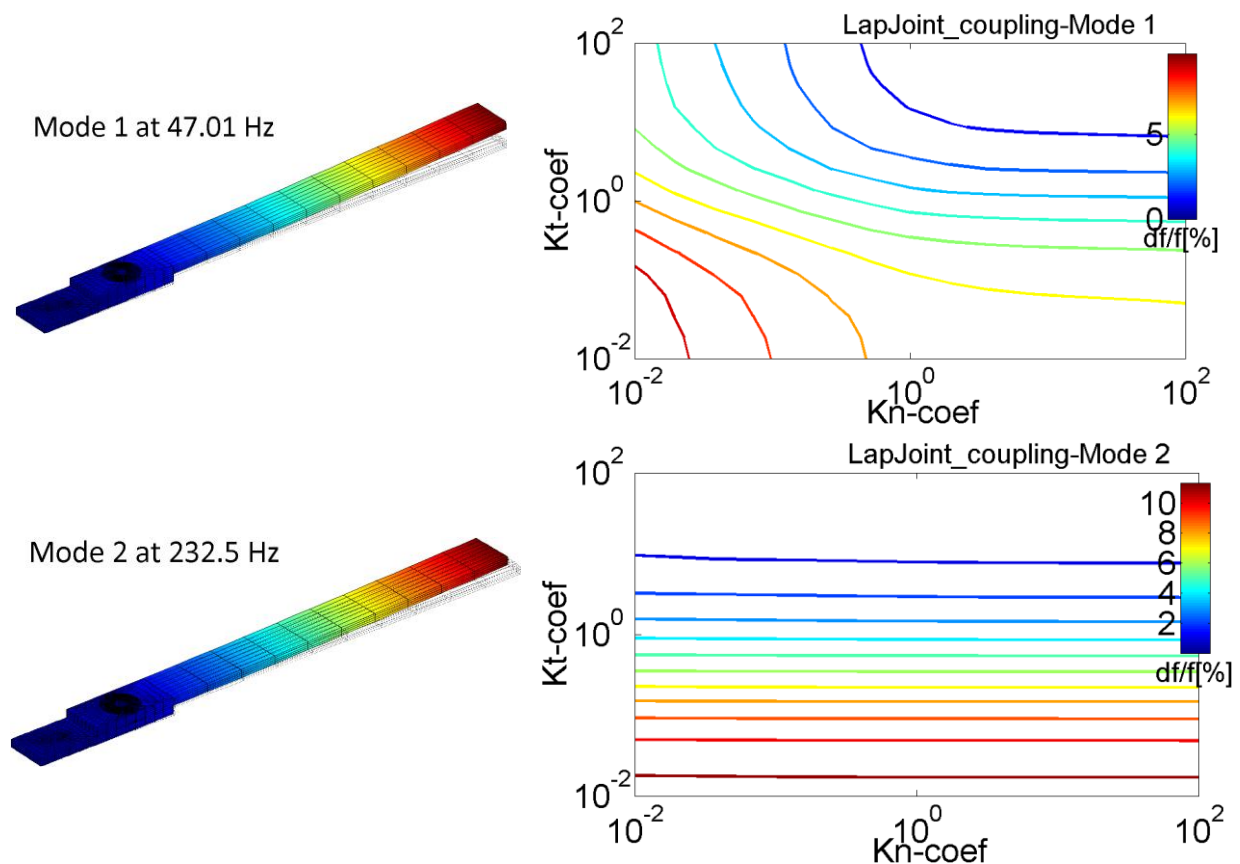 LapJoint_coupling-Mode 1
Mode 1 at 47.01 Hz
10^2
10^0
10^-2
Kt-coef
10^-2
10^0
10^2
Kn-coef
5
0
df/f[%]
LapJoint_coupling-Mode 2
Mode 2 at 232.5 Hz
10^2
10^0
10^-2
Kt-coef
10^-2
10^0
10^2
Kn-coef
10
8
6
4
2
df/f[%]